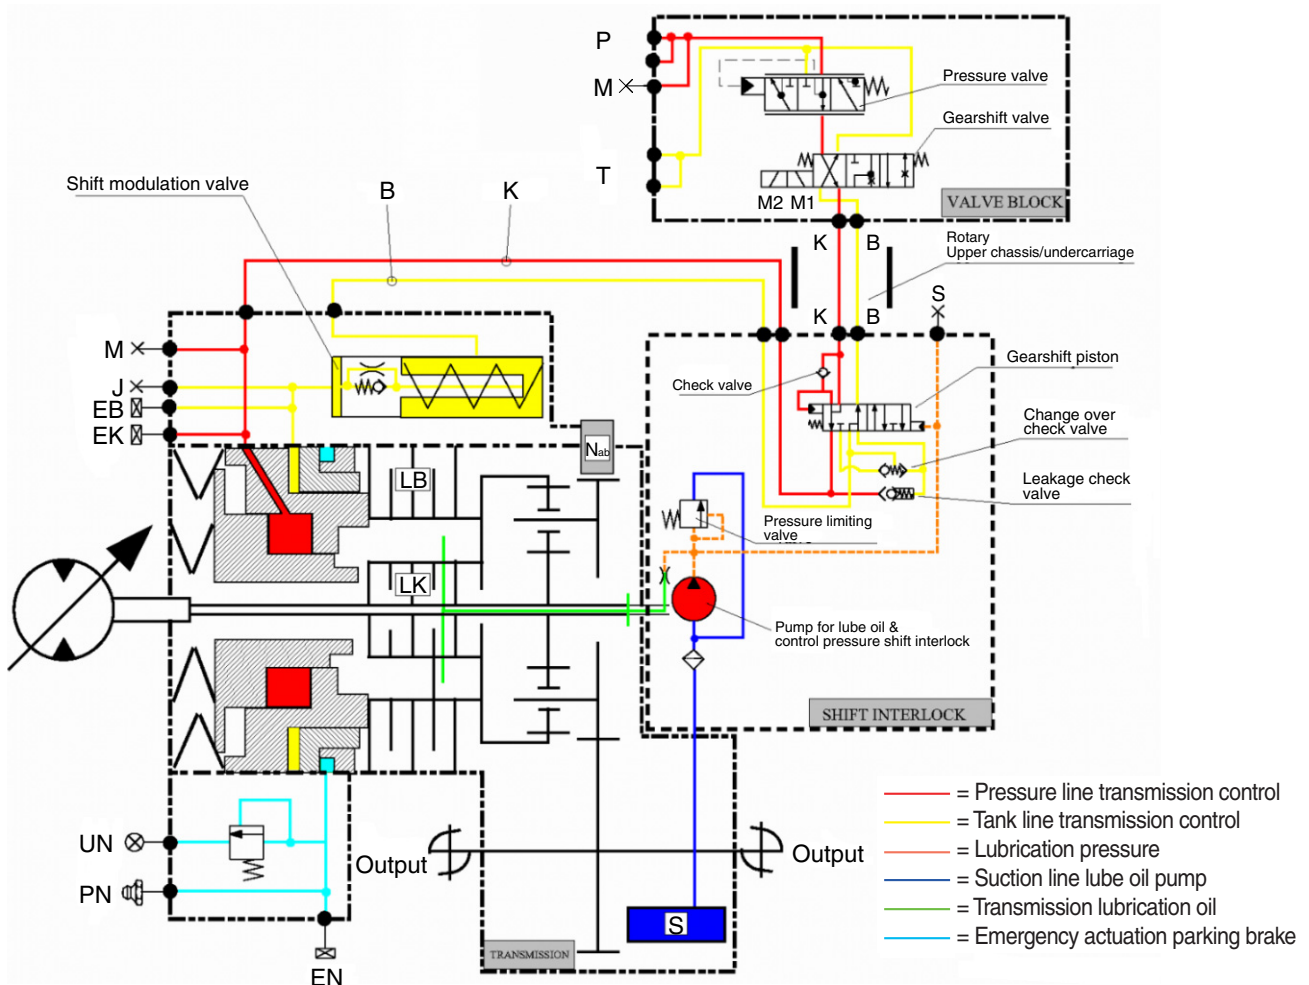 P
M
T
Pressure valve
Gearshift valve
M2 M1
VALVE BLOCK
Shift modulation valve
B
K
K
B
Rotary
Upper chassis/undercarriage
S
K
B
M
J
EB
EK
Check valve
Gearshift piston
Change over
check valve
Leakage check
valve
Nab
LB
LK
Pressure limiting
valve
Pump for lube oil &
control pressure shift interlock
SHIFT INTERLOCK
UN
PN
EN
Output
Output
S
TRANSMISSION
= Pressure line transmission control
= Tank line transmission control
= Lubrication pressure
= Suction line lube oil pump
= Transmission lubrication oil
= Emergency actuation parking brake